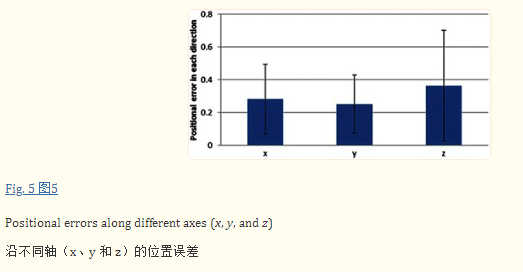 Positional error in each direction
0.8
0.6
0.4
0.2
0
x y z
Fig. 5 图5
Positional errors along different axes (x, y, and z)
沿不同轴（x、y 和 z）的位置误差